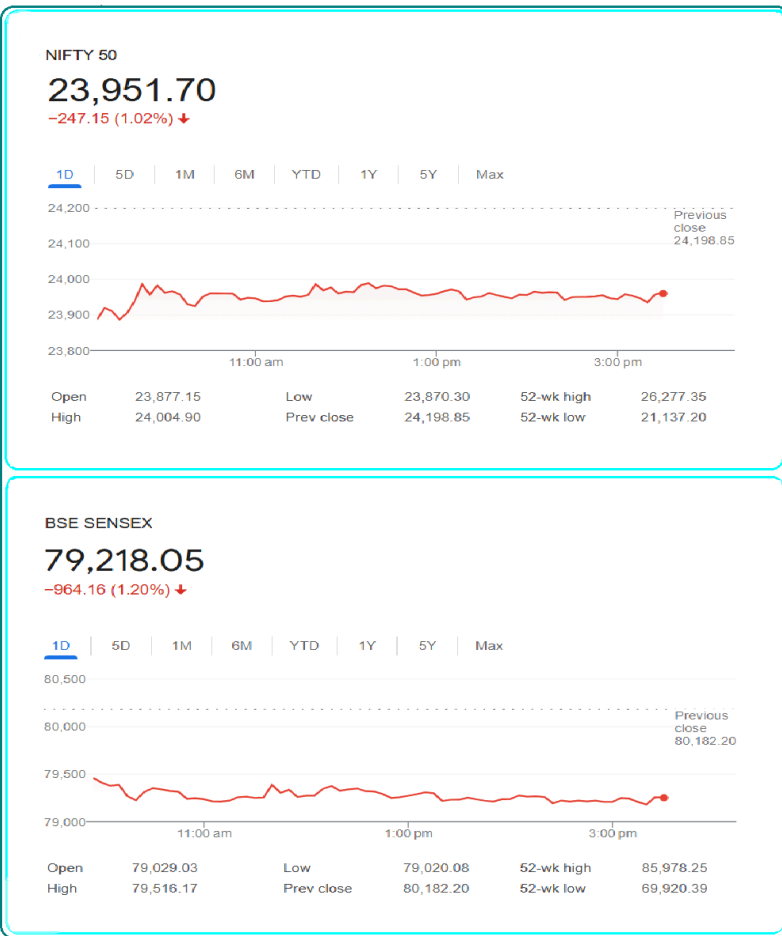 NIFTY 50
23,951.70
−247.15 (1.02%) ↓
1D 5D 1M 6M YTD 1Y 5Y Max
24,200
Previous
close
24,198.85
24,100
24,000
23,900
23,800
11:00 am 1:00 pm 3:00 pm
Open 23,877.15 Low 23,870.30 52-wk high 26,277.35
High 24,004.90 Prev close 24,198.85 52-wk low 21,137.20
BSE SENSEX
79,218.05
−964.16 (1.20%) ↓
1D 5D 1M 6M YTD 1Y 5Y Max
80,500
Previous
close
80,182.20
80,000
79,500
79,000
11:00 am 1:00 pm 3:00 pm
Open 79,029.03 Low 79,020.08 52-wk high 85,978.25
High 79,516.17 Prev close 80,182.20 52-wk low 69,920.39